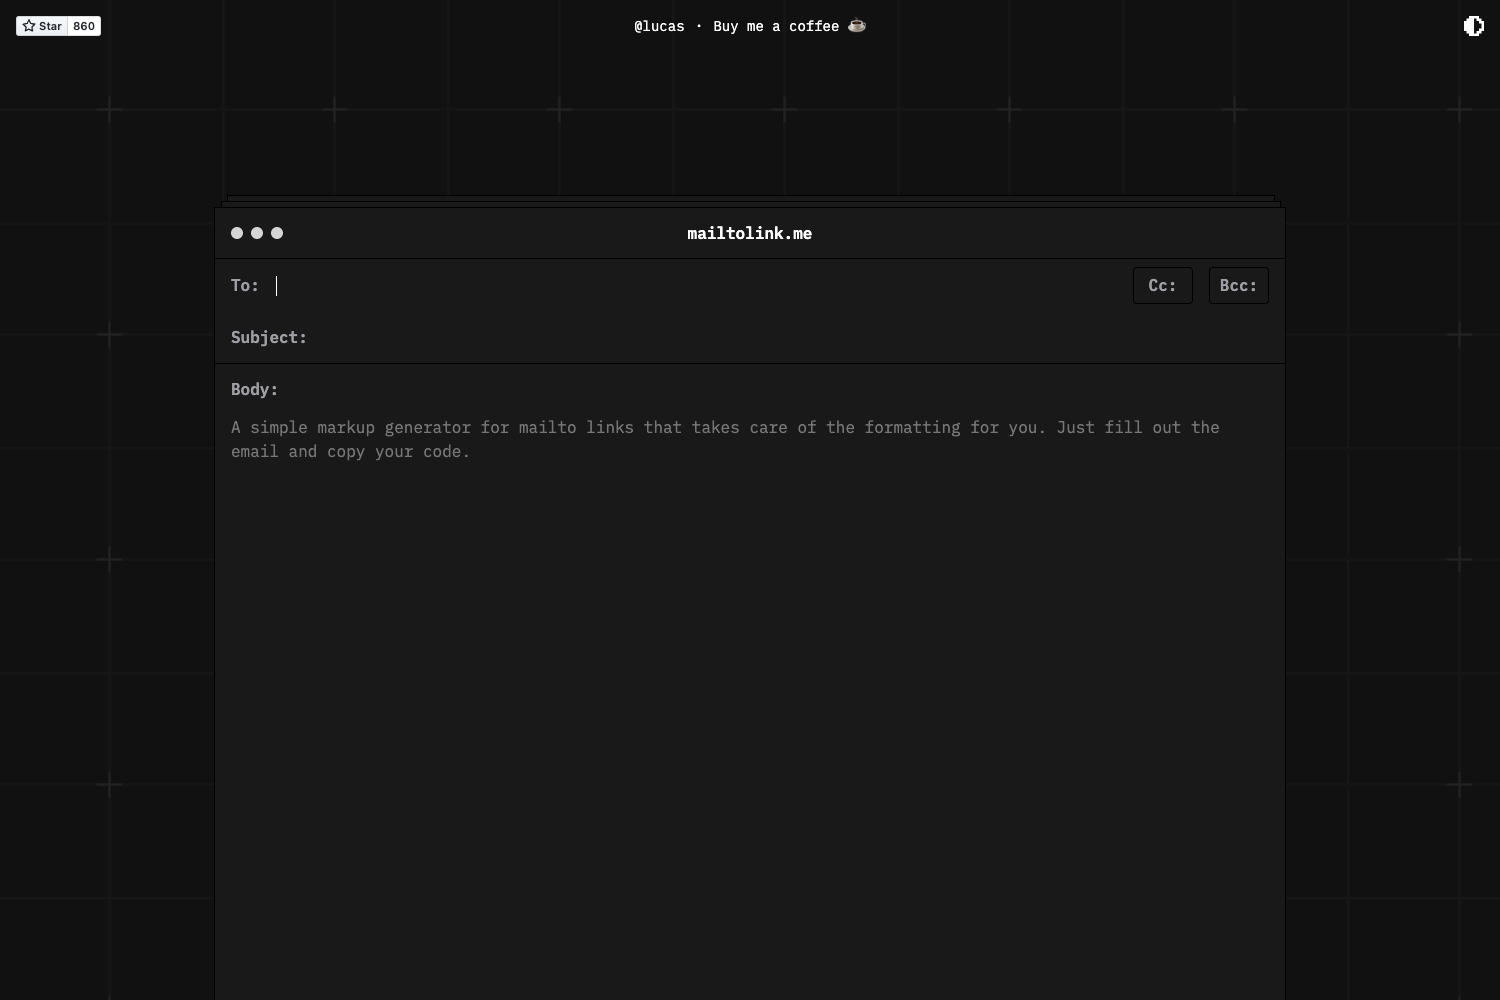 Star 860
@lucas · Buy me a coffee ☕
mailtolink.me
To: Cc: Bcc:
Subject:
Body:
A simple markup generator for mailto links that takes care of the formatting for you. Just fill out the
email and copy your code.